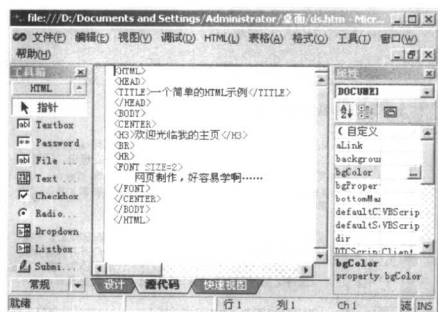 file:///D:/Documents and Settings/Administrator/桌面/ds.htm - Micr...
文件(F) 编辑(E) 视图(V) 调试(D) HTML(L) 表格(A) 格式(O) 工具(T) 窗口(W)
帮助(H)
工具箱
HTML
指针
Textbox
Password
File ...
Text ...
Checkbox
Radio...
Dropdown
Listbox
Submi...
常规
<HTML>
<HEAD>
<TITLE>一个简单的HTML示例</TITLE>
</HEAD>
<BODY>
<CENTER>
<H3>欢迎光临我的主页</H3>
<BR>
<HR>
<FONT SIZE=2>
网页制作，好容易学啊……
</FONT>
</CENTER>
</BODY>
</HTML>
设计 源代码 快速视图
属性
DOCUMEN
(自定义
aLink
backgrou
bgColor ...
bgProper
bottomMar
defaultC VBScrip
defaultS VBScrip
dir
DTCScrip Client
bgColor
property bgColor
就绪 行 1 列 1 Ch 1 流 INS